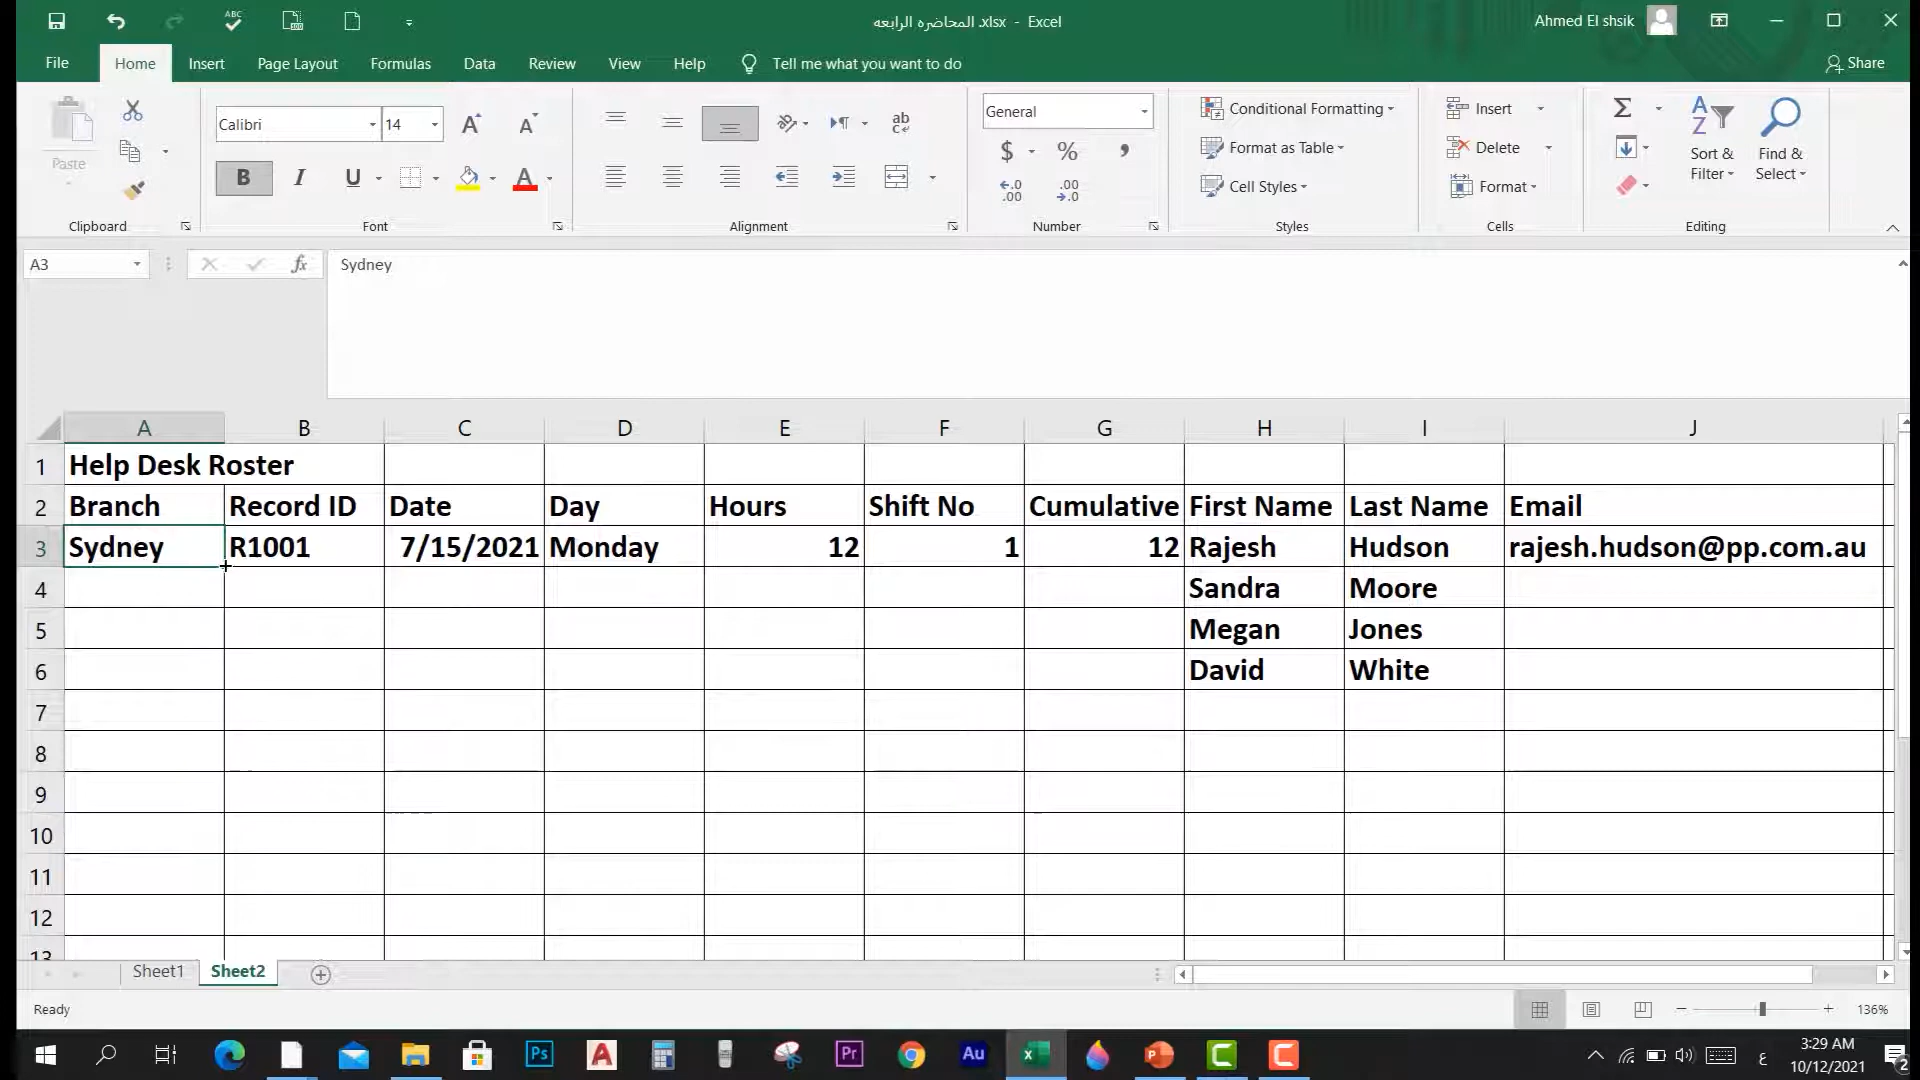 المحاضره الرابعه.xlsx - Excel
Ahmed El shsik
File Home Insert Page Layout Formulas Data Review View Help Tell me what you want to do Share
Paste
Clipboard
Calibri 14
B I U A
Font
Alignment
General
$ % ,
Number
Conditional Formatting
Format as Table
Cell Styles
Styles
Insert
Delete
Format
Cells
Sort & Filter
Find & Select
Editing
A3 fx Sydney
A B C D E F G H I J
1 Help Desk Roster
2 Branch Record ID Date Day Hours Shift No Cumulative First Name Last Name Email
3 Sydney R1001 7/15/2021 Monday 12 1 12 Rajesh Hudson rajesh.hudson@pp.com.au
4 Sandra Moore
5 Megan Jones
6 David White
7
8
9
10
11
12
13
Sheet1 Sheet2
Ready 136%
Ps Pr Au
ع
3:29 AM
10/12/2021
2